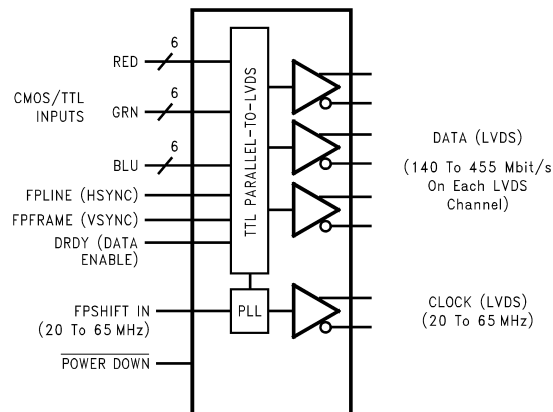 RED
6
CMOS/TTL
INPUTS
GRN
6
BLU
6
FPLINE (HSYNC)
FPFRAME (VSYNC)
DRDY (DATA
ENABLE)
FPSHIFT IN
(20 To 65 MHz)
POWER DOWN
TTL PARALLEL-TO-LVDS
PLL
DATA (LVDS)
(140 To 455 Mbit/s
On Each LVDS
Channel)
CLOCK (LVDS)
(20 To 65 MHz)